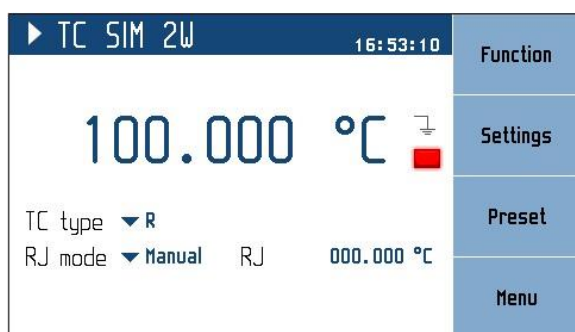 TC SIM 2W 16:53:10
100.000 °C
TC type R
RJ mode Manual RJ 000.000 °C
Function
Settings
Preset
Menu